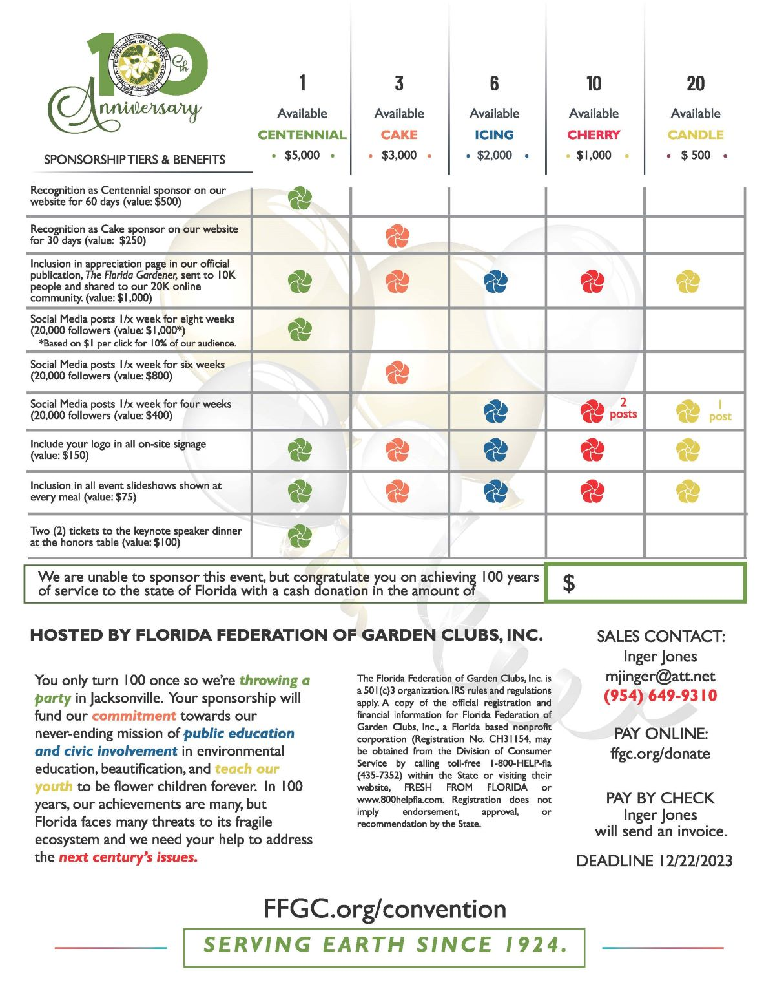 100th
ONE · HUNDRED · YEARS
FLORIDA · FEDERATION · OF · GARDEN · CLUBS, INC.
1924 ~ 2024
Anniversary
SPONSORSHIP TIERS & BENEFITS
1
Available
CENTENNIAL
• $5,000 •
3
Available
CAKE
• $3,000 •
6
Available
ICING
• $2,000 •
10
Available
CHERRY
• $1,000 •
20
Available
CANDLE
• $ 500 •
Recognition as Centennial sponsor on our
website for 60 days (value: $500)
Recognition as Cake sponsor on our website
for 30 days (value: $250)
Inclusion in appreciation page in our official
publication, The Florida Gardener, sent to 10K
people and shared to our 20K online
community. (value: $1,000)
Social Media posts 1/x week for eight weeks
(20,000 followers (value: $1,000*)
*Based on $1 per click for 10% of our audience.
Social Media posts 1/x week for six weeks
(20,000 followers (value: $800)
Social Media posts 1/x week for four weeks
(20,000 followers (value: $400)
2
posts
1
post
Include your logo in all on-site signage
(value: $150)
Inclusion in all event slideshows shown at
every meal (value: $75)
Two (2) tickets to the keynote speaker dinner
at the honors table (value: $100)
We are unable to sponsor this event, but congratulate you on achieving 100 years
of service to the state of Florida with a cash donation in the amount of
$
HOSTED BY FLORIDA FEDERATION OF GARDEN CLUBS, INC.
You only turn 100 once so we're throwing a
party in Jacksonville. Your sponsorship will
fund our commitment towards our
never-ending mission of public education
and civic involvement in environmental
education, beautification, and teach our
youth to be flower children forever. In 100
years, our achievements are many, but
Florida faces many threats to its fragile
ecosystem and we need your help to address
the next century's issues.
The Florida Federation of Garden Clubs, Inc. is
a 501(c)3 organization. IRS rules and regulations
apply. A copy of the official registration and
financial information for Florida Federation of
Garden Clubs, Inc., a Florida based nonprofit
corporation (Registration No. CH31154, may
be obtained from the Division of Consumer
Service by calling toll-free 1-800-HELP-fla
(435-7352) within the State or visiting their
website, FRESH FROM FLORIDA or
www.800helpfla.com. Registration does not
imply endorsement, approval, or
recommendation by the State.
SALES CONTACT:
Inger Jones
mjinger@att.net
(954) 649-9310
PAY ONLINE:
ffgc.org/donate
PAY BY CHECK
Inger Jones
will send an invoice.
DEADLINE 12/22/2023
FFGC.org/convention
SERVING EARTH SINCE 1924.